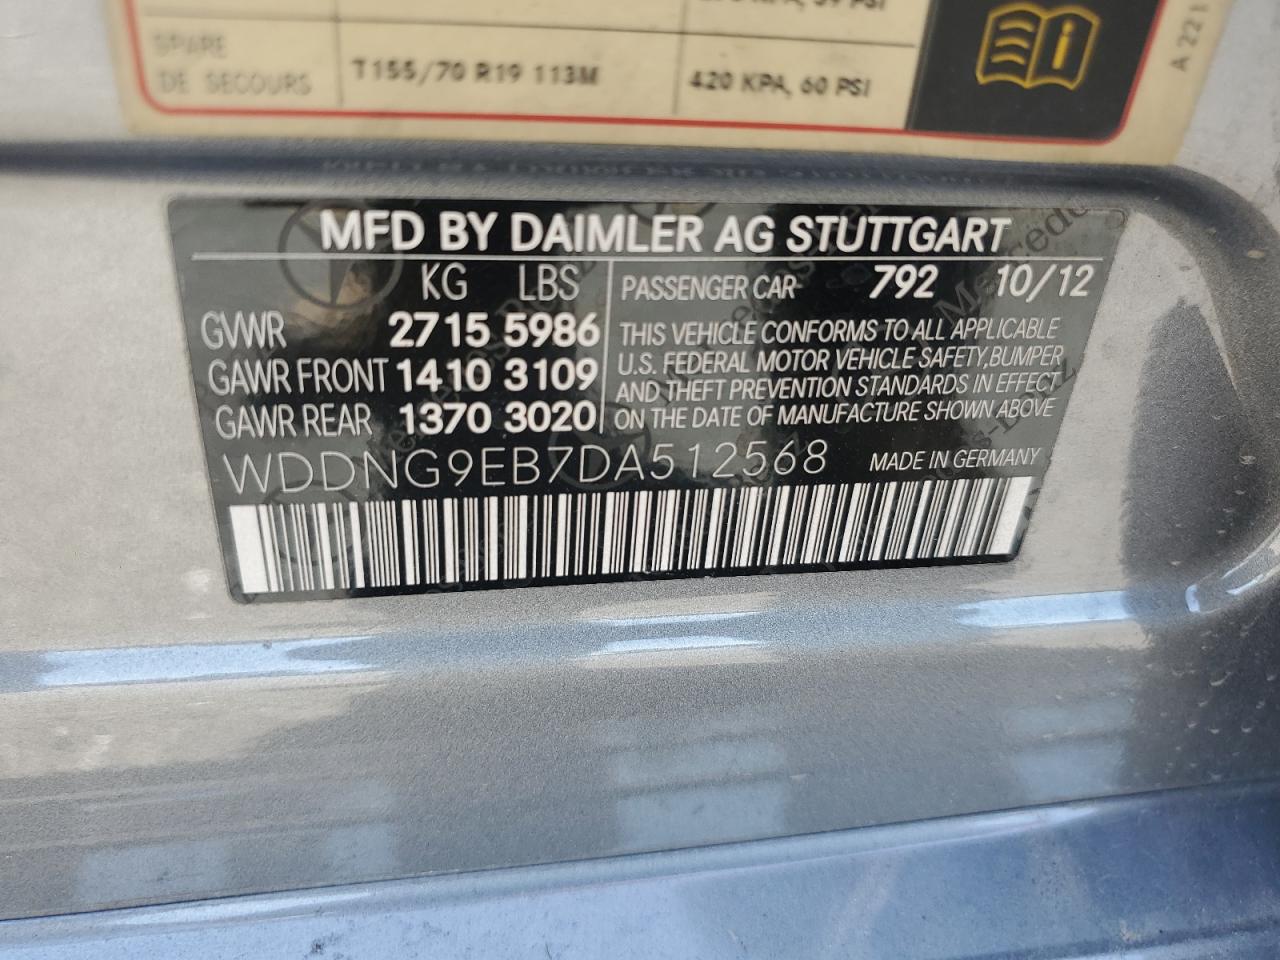 39 PSI
SPARE
DE SECOURS
T155/70 R19 113M
420 KPA, 60 PSI
A 221
MFD BY DAIMLER AG STUTTGART
KG LBS
GVWR 2715 5986
GAWR FRONT 1410 3109
GAWR REAR 1370 3020
PASSENGER CAR 792 10/12
THIS VEHICLE CONFORMS TO ALL APPLICABLE
U.S. FEDERAL MOTOR VEHICLE SAFETY,BUMPER
AND THEFT PREVENTION STANDARDS IN EFFECT
ON THE DATE OF MANUFACTURE SHOWN ABOVE
WDDNG9EB7DA512568 MADE IN GERMANY